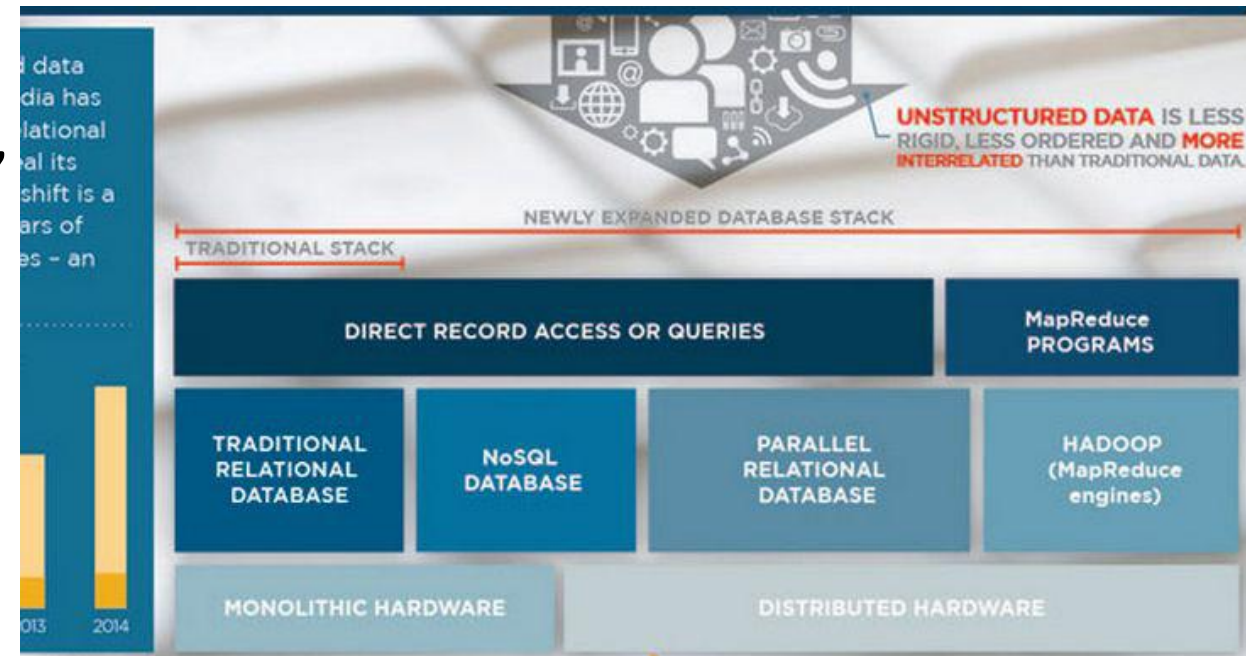 data
dia has
lational
eal its
shift is a
ars of
es – an
013 2014
UNSTRUCTURED DATA IS LESS
RIGID, LESS ORDERED AND MORE
INTERRELATED THAN TRADITIONAL DATA.
NEWLY EXPANDED DATABASE STACK
TRADITIONAL STACK
DIRECT RECORD ACCESS OR QUERIES
MapReduce
PROGRAMS
TRADITIONAL
RELATIONAL
DATABASE
NoSQL
DATABASE
PARALLEL
RELATIONAL
DATABASE
HADOOP
(MapReduce
engines)
MONOLITHIC HARDWARE
DISTRIBUTED HARDWARE